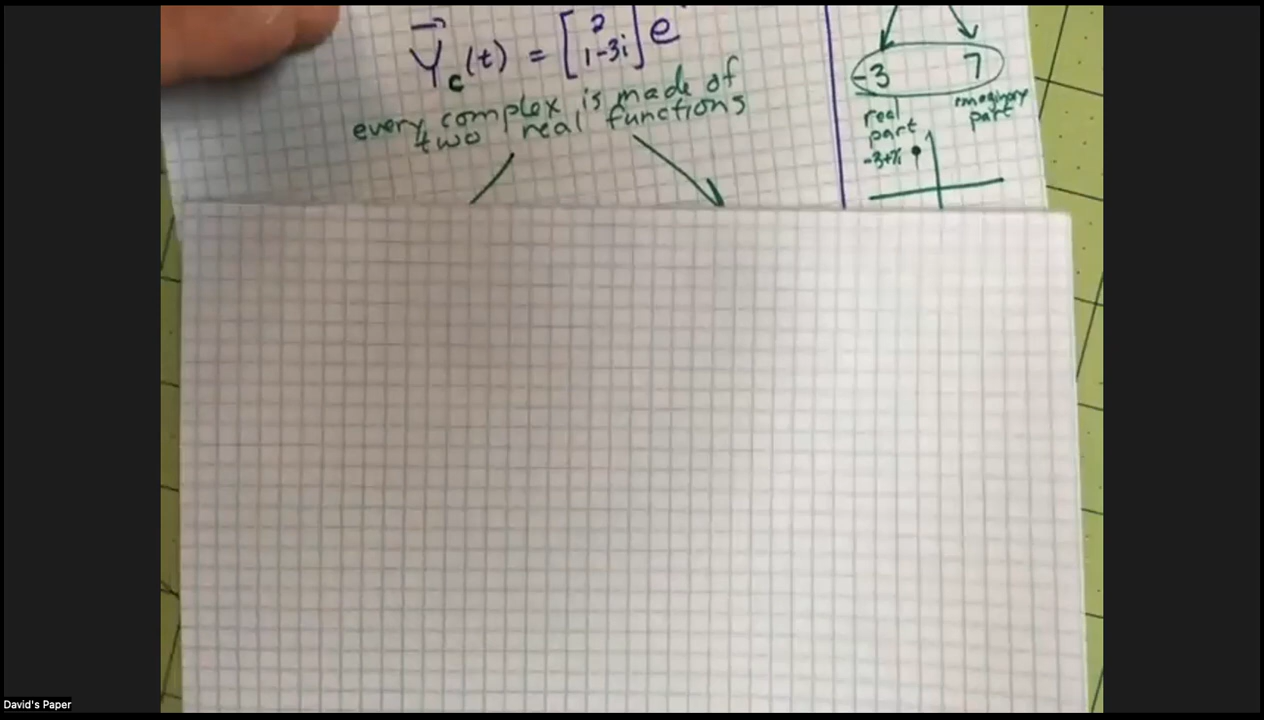 Y_c(t) = [2
1-3i] e
every complex is made of
two real functions
-3 7
real
part
imaginary
part
-3+7i
David's Paper